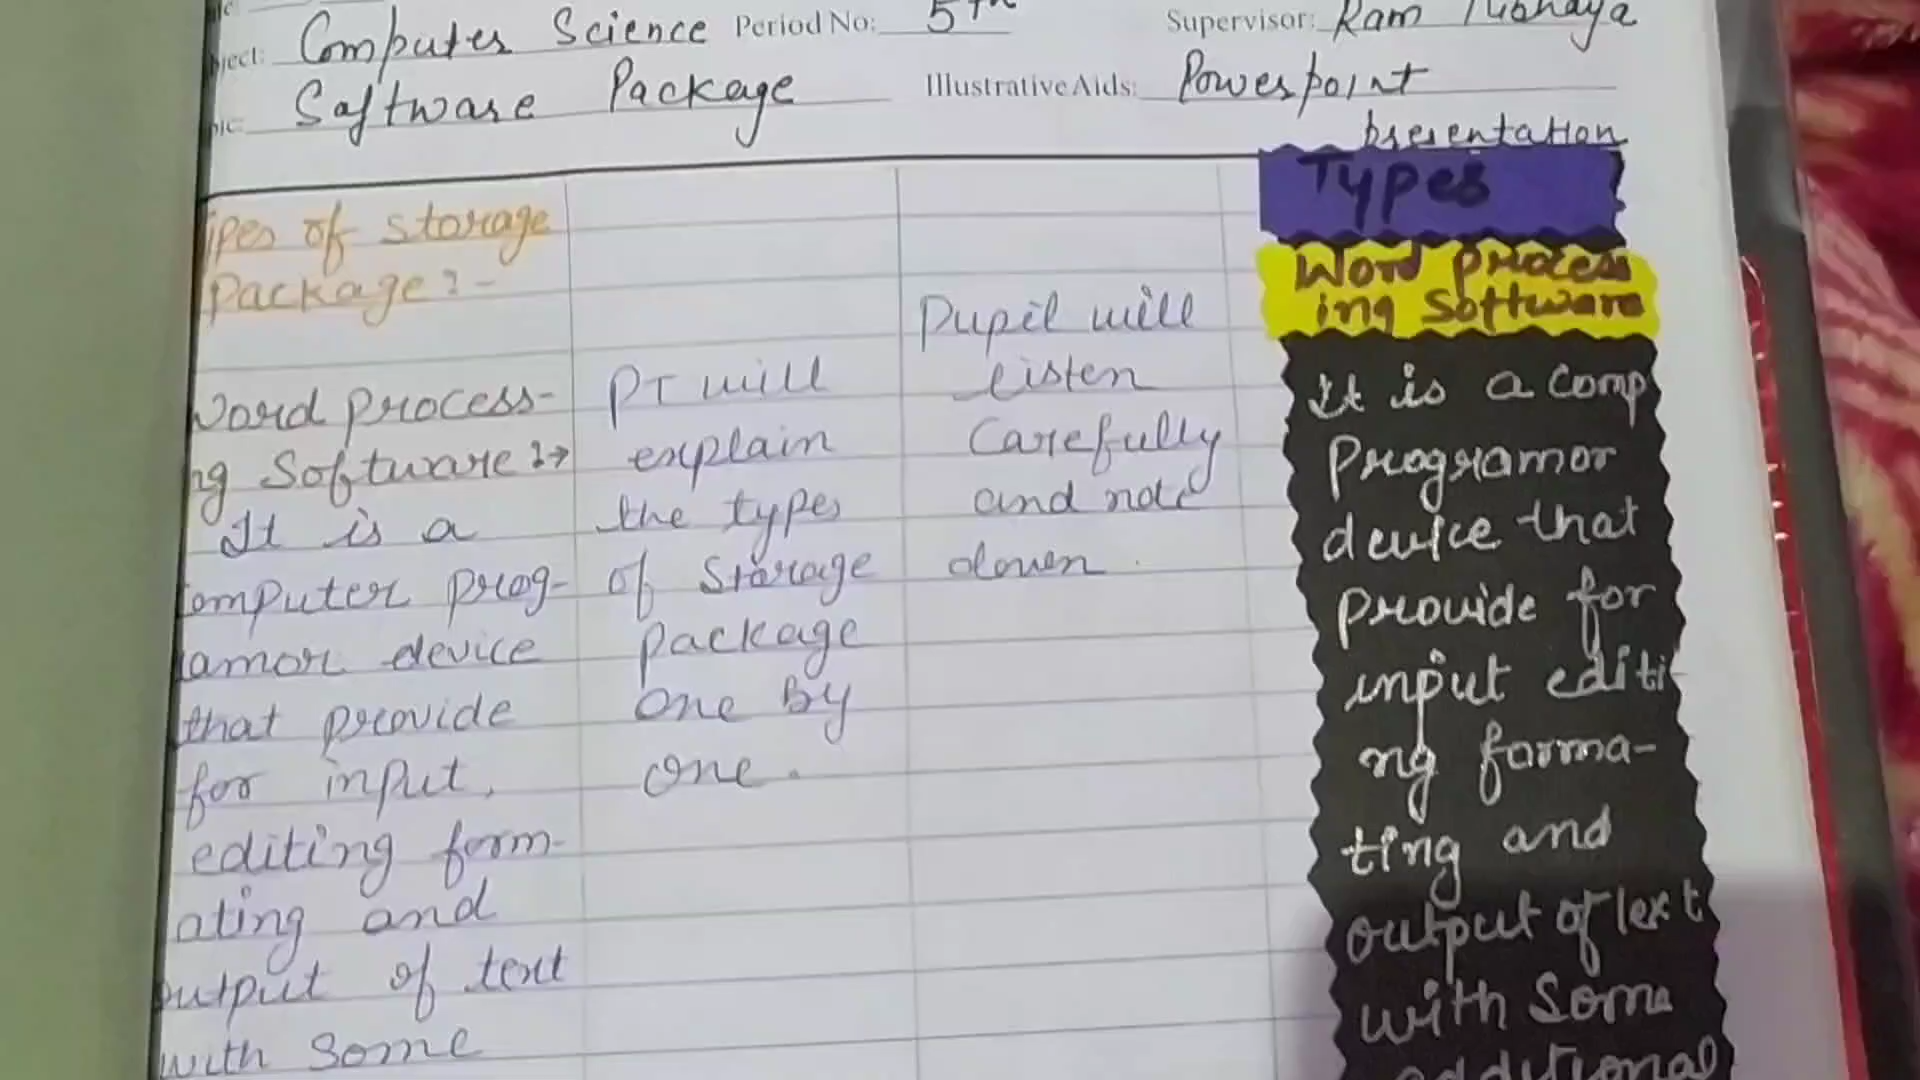 Computer Science Period No: 5th Supervisor: Ram
Software Package Illustrative Aids: Powerpoint
presentation
ipes of storage
Package :-
word process-
ng Software :→
It is a
omputer prog-
ramor device
that provide
for input,
editing form-
ating and
output of text
with some
PT will
explain
the types
of storage
package
one by
one.
Pupil will
listen
Carefully
and note
down.
Types
Word process
ing software
It is a comp
Programor
device that
provide for
input editi
ng forma-
ting and
output of text
with some
additional